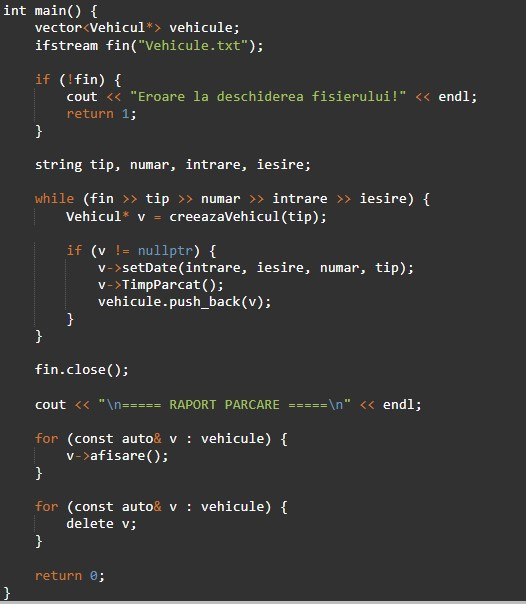 int main() {
    vector<Vehicul*> vehicule;
    ifstream fin("Vehicule.txt");

    if (!fin) {
        cout << "Eroare la deschiderea fisierului!" << endl;
        return 1;
    }

    string tip, numar, intrare, iesire;

    while (fin >> tip >> numar >> intrare >> iesire) {
        Vehicul* v = creeazaVehicul(tip);

        if (v != nullptr) {
            v->setDate(intrare, iesire, numar, tip);
            v->TimpParcat();
            vehicule.push_back(v);
        }
    }

    fin.close();

    cout << "\n===== RAPORT PARCARE =====\n" << endl;

    for (const auto& v : vehicule) {
        v->afisare();
    }

    for (const auto& v : vehicule) {
        delete v;
    }

    return 0;
}